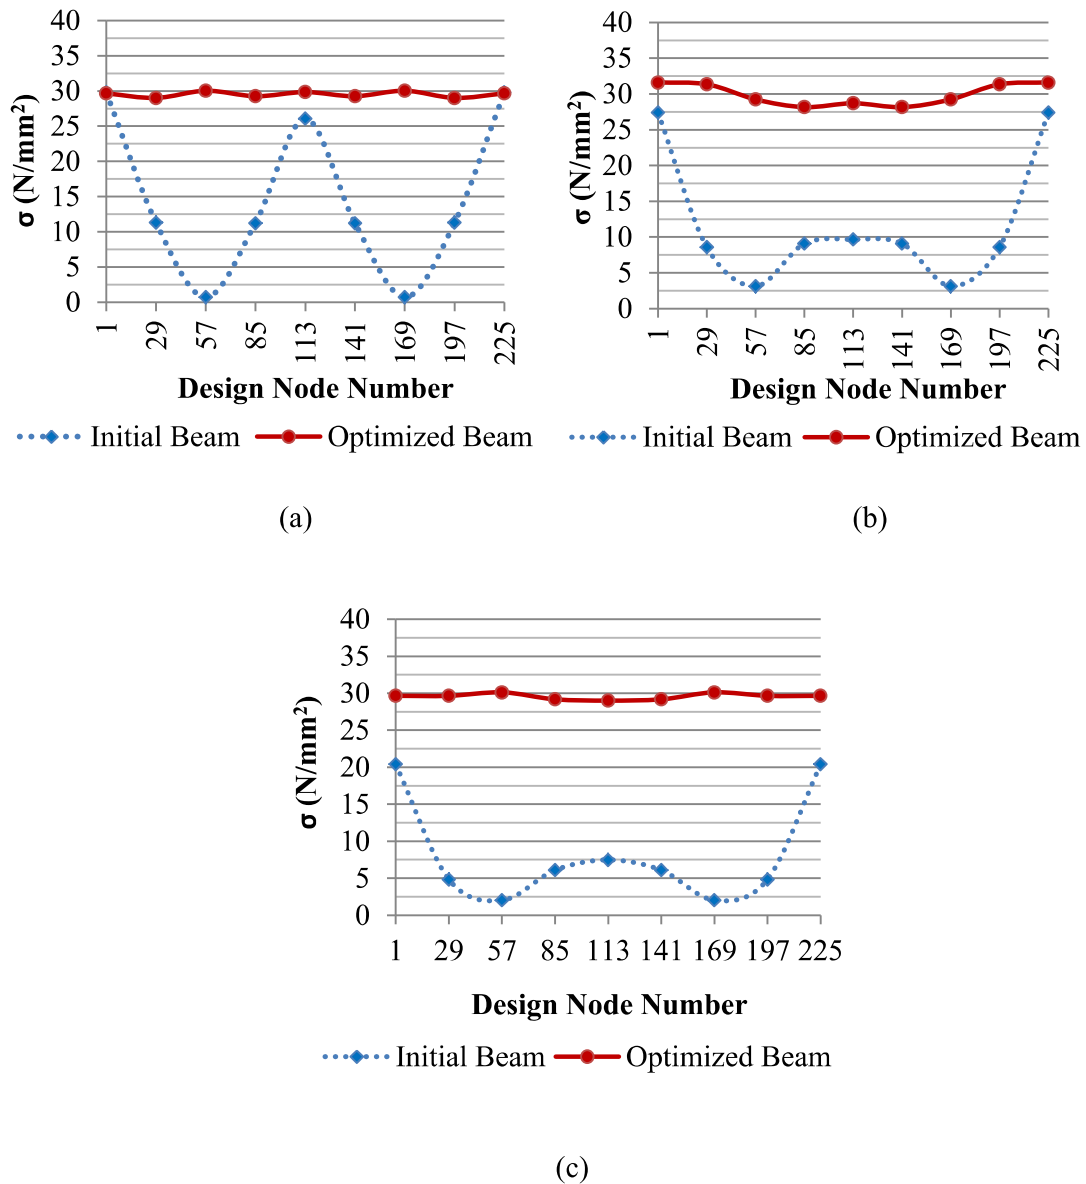 40
35
30
25
20
15
10
5
0
σ (N/mm²)
1 29 57 85 113 141 169 197 225
Design Node Number
Initial Beam Optimized Beam
(a)
40
35
30
25
20
15
10
5
0
σ (N/mm²)
1 29 57 85 113 141 169 197 225
Design Node Number
Initial Beam Optimized Beam
(b)
40
35
30
25
20
15
10
5
0
σ (N/mm²)
1 29 57 85 113 141 169 197 225
Design Node Number
Initial Beam Optimized Beam
(c)